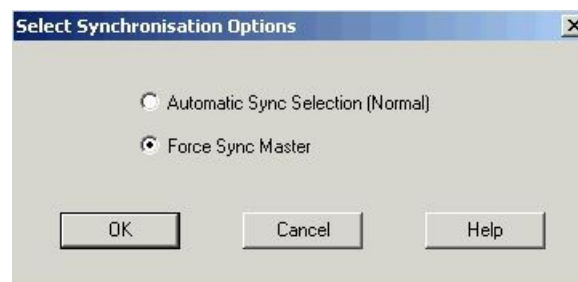 Select Synchronisation Options
Automatic Sync Selection (Normal)
Force Sync Master
OK Cancel Help